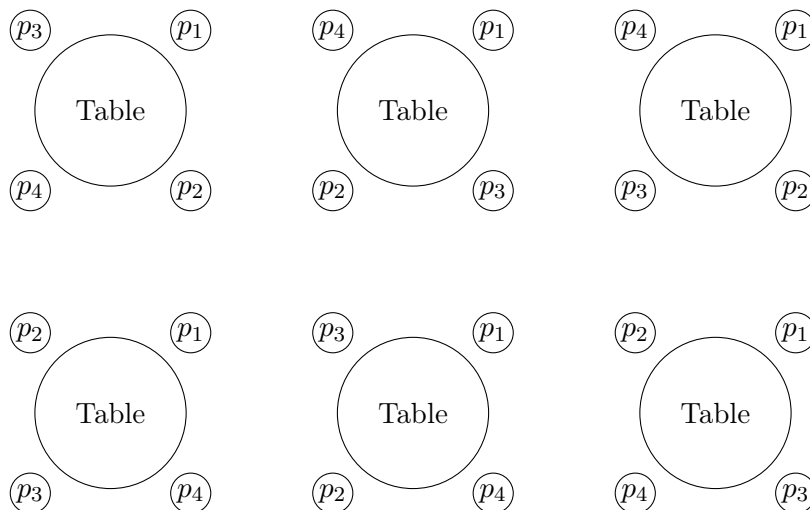 p₃ p₁ p₄ p₁ p₄ p₁
Table Table Table
p₄ p₂ p₂ p₃ p₃ p₂
p₂ p₁ p₃ p₁ p₂ p₁
Table Table Table
p₃ p₄ p₂ p₄ p₄ p₃